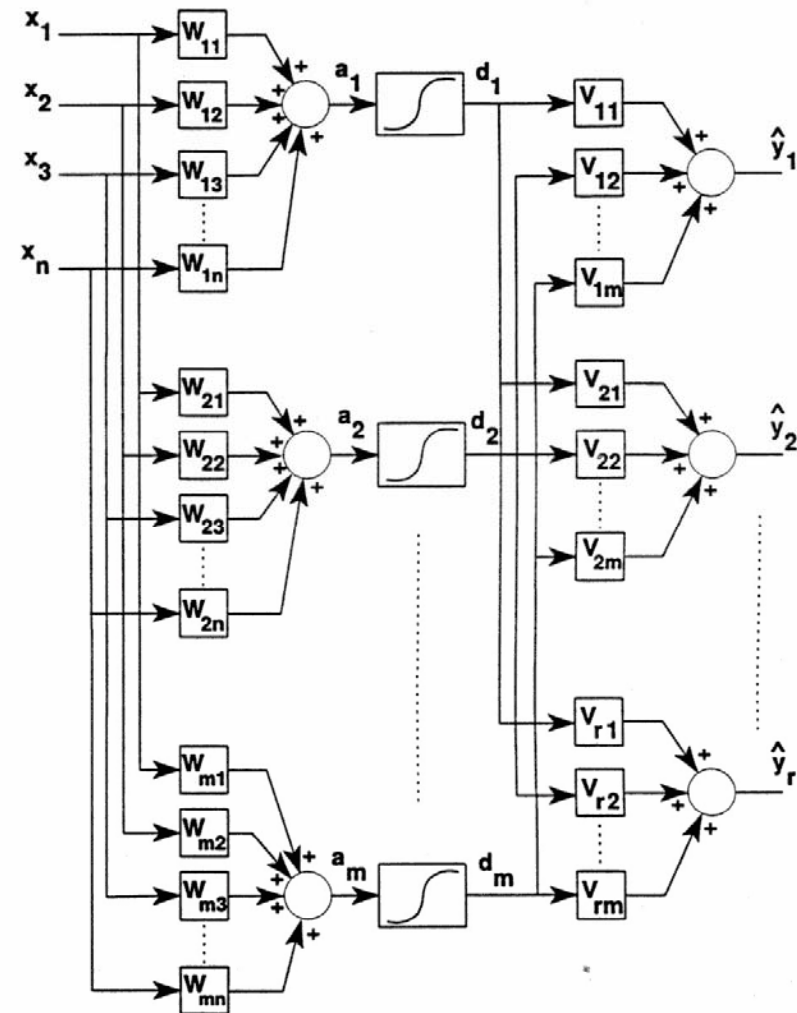 x₁ W₁₁
a₁ d₁ V₁₁
x₂ W₁₂ + + + +
x₃ W₁₃ V₁₂ + + + ŷ₁
xₙ W₁ₙ V₁ₘ
W₂₁ V₂₁
a₂ d₂
W₂₂ + + + + V₂₂ + + + ŷ₂
W₂₃ V₂ₘ
W₂ₙ
Vᵣ₁
Wₘ₁ Vᵣ₂ + + + ŷᵣ
Wₘ₂
aₘ dₘ
Wₘ₃ + + + + Vᵣₘ
Wₘₙ